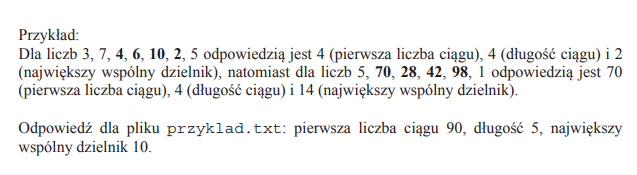 Przykład:
Dla liczb 3, 7, 4, 6, 10, 2, 5 odpowiedzią jest 4 (pierwsza liczba ciągu), 4 (długość ciągu) i 2
(największy wspólny dzielnik), natomiast dla liczb 5, 70, 28, 42, 98, 1 odpowiedzią jest 70
(pierwsza liczba ciągu), 4 (długość ciągu) i 14 (największy wspólny dzielnik).
Odpowiedź dla pliku przyklad.txt: pierwsza liczba ciągu 90, długość 5, największy
wspólny dzielnik 10.